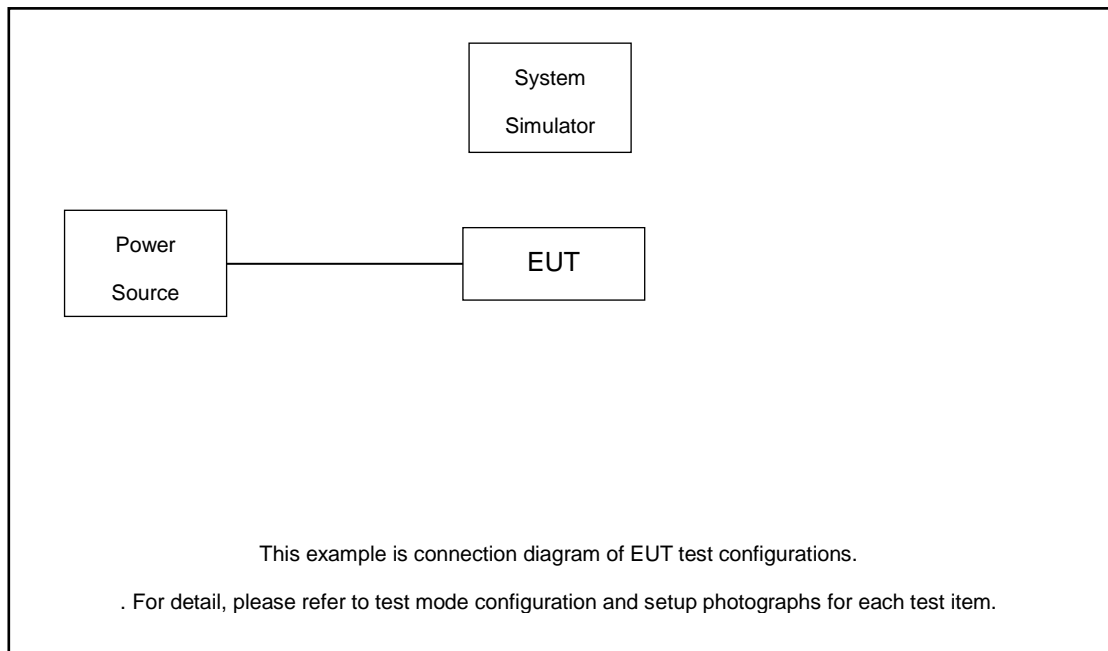 System
Simulator
Power
Source
EUT
This example is connection diagram of EUT test configurations.
. For detail, please refer to test mode configuration and setup photographs for each test item.